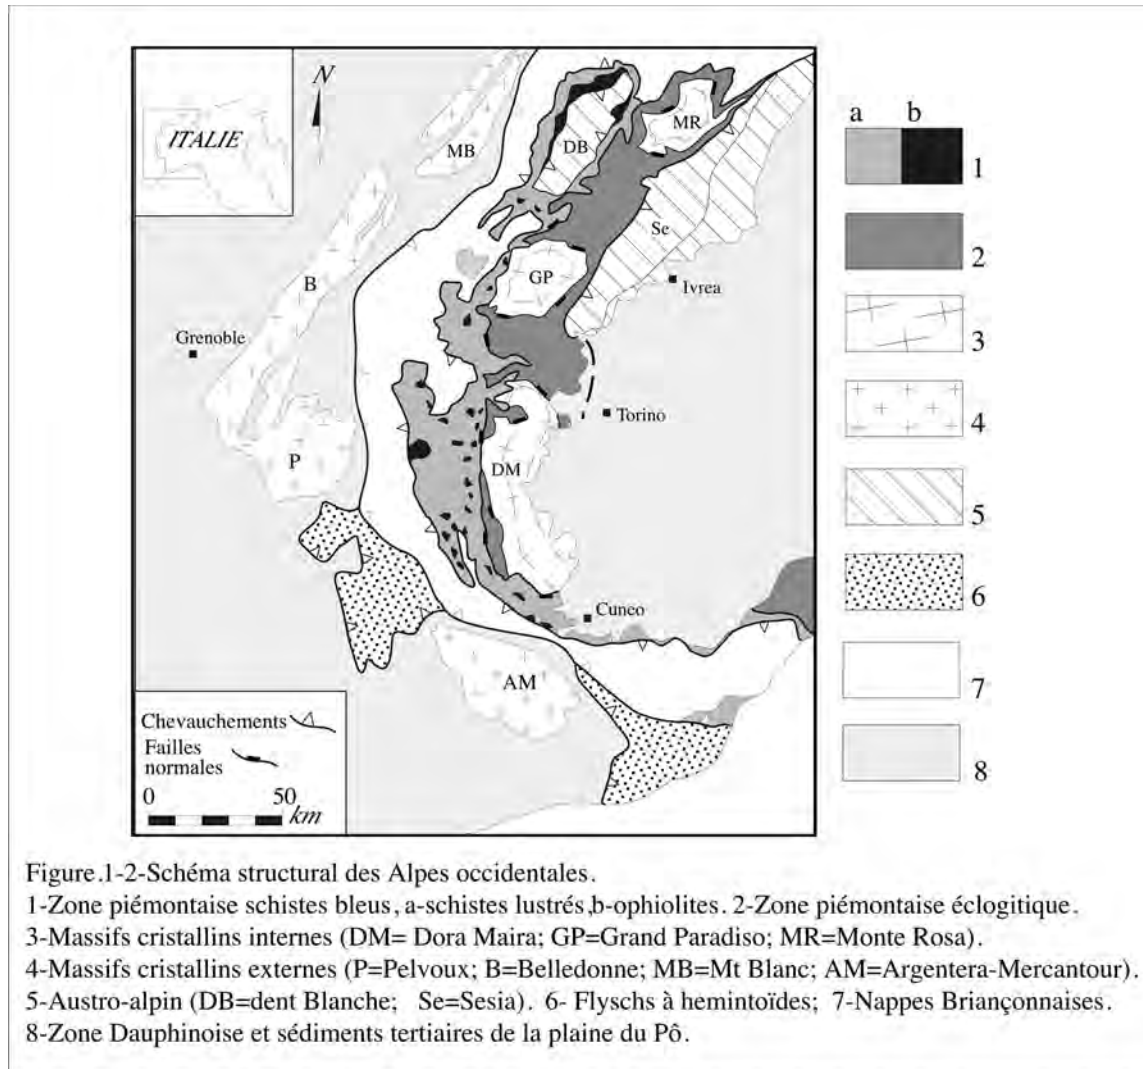 ITALIE
N
MB
DB
MR
Se
B
GP
Ivrea
Grenoble
Torino
P
DM
Cuneo
AM
Chevauchements
Failles
normales
0 50
km
a b
1
2
3
4
5
6
7
8
Figure.1-2-Schéma structural des Alpes occidentales.
1-Zone piémontaise schistes bleus, a-schistes lustrés,b-ophiolites. 2-Zone piémontaise éclogitique.
3-Massifs cristallins internes (DM= Dora Maira; GP=Grand Paradiso; MR=Monte Rosa).
4-Massifs cristallins externes (P=Pelvoux; B=Belledonne; MB=Mt Blanc; AM=Argentera-Mercantour).
5-Austro-alpin (DB=dent Blanche; Se=Sesia). 6- Flyschs à hemintoïdes; 7-Nappes Briançonnaises.
8-Zone Dauphinoise et sédiments tertiaires de la plaine du Pô.